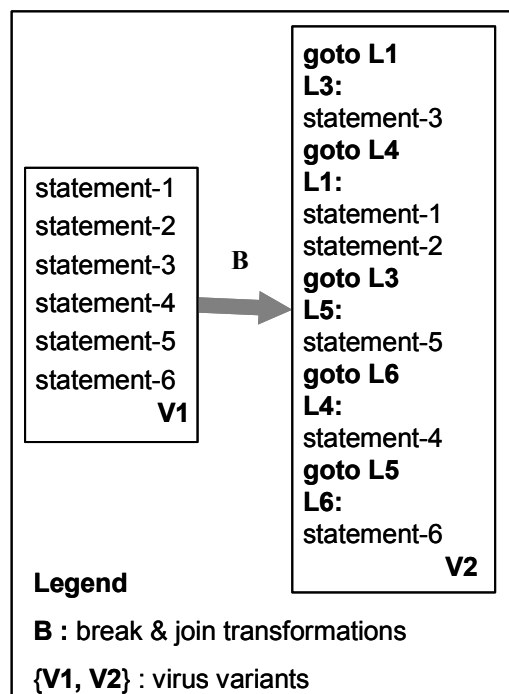 statement-1
statement-2
statement-3
statement-4
statement-5
statement-6
V1
B
goto L1
L3:
statement-3
goto L4
L1:
statement-1
statement-2
goto L3
L5:
statement-5
goto L6
L4:
statement-4
goto L5
L6:
statement-6
V2
Legend
B : break & join transformations
{V1, V2} : virus variants